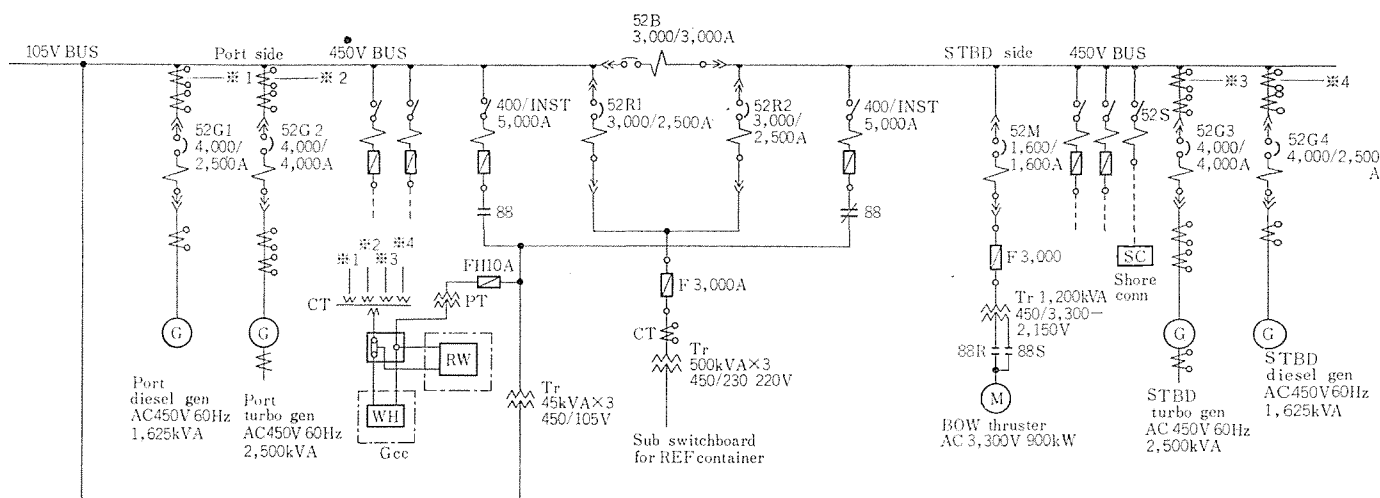 52B
3,000/3,000A
105V BUS
Port side
450V BUS
STBD side
450V BUS
※1
※2
※3
※4
52G1
4,000/
2,500A
52G2
4,000/
4,000A
400/INST
5,000A
52R1
3,000/2,500A
52R2
3,000/
2,500A
400/INST
5,000A
52M
1,600/
1,600A
52S
52G3
4,000/
4,000A
52G4
4,000/2,500
A
88
88
※1
※2
※3
※4
CT
FH10A
PT
RW
WH
Gcc
F 3,000A
CT
Tr
500kVA×3
450/230 220V
Sub switchboard
for REF container
Tr
45kVA×3
450/105V
F 3,000
Tr 1,200kVA
450/3,300–
2,150V
88R
88S
M
BOW thruster
AC 3,300V 900kW
SC
Shore
conn
G
Port
diesel gen
AC450V 60Hz
1,625kVA
G
Port
turbo gen
AC450V 60Hz
2,500kVA
G
STBD
turbo gen
AC 450V 60Hz
2,500kVA
G
STBD
diesel gen
AC450V 60Hz
1,625kVA